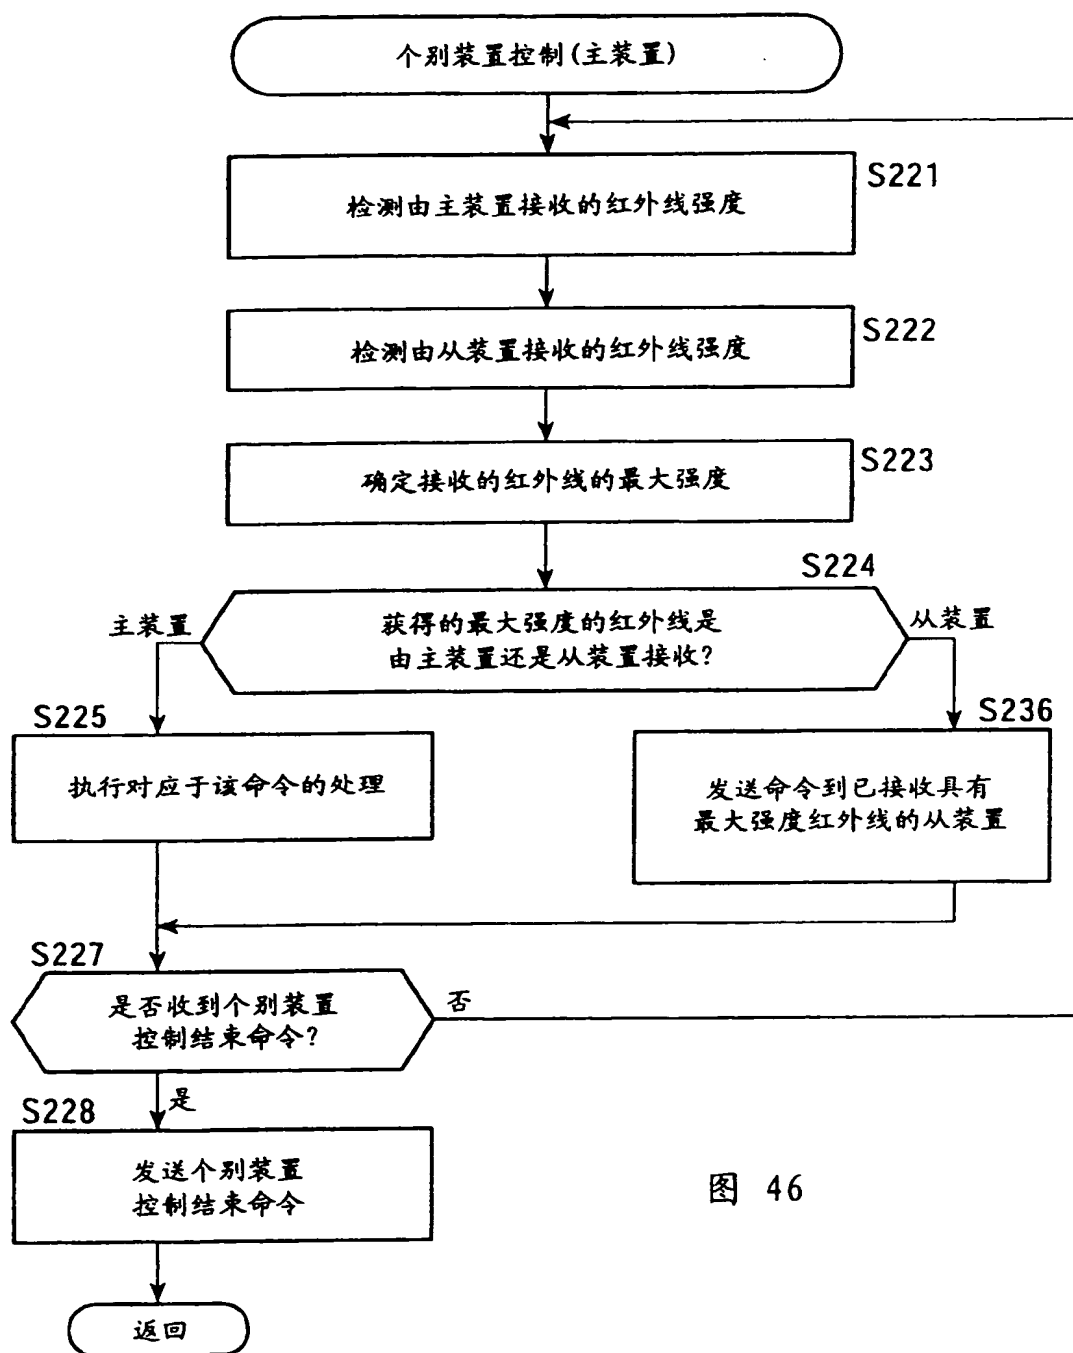 个别装置控制(主装置)
S221
检测由主装置接收的红外线强度
S222
检测由从装置接收的红外线强度
S223
确定接收的红外线的最大强度
S224
主装置
获得的最大强度的红外线是
由主装置还是从装置接收?
从装置
S225
执行对应于该命令的处理
S236
发送命令到已接收具有
最大强度红外线的从装置
S227
是否收到个别装置
控制结束命令?
否
是
S228
发送个别装置
控制结束命令
图 46
返回